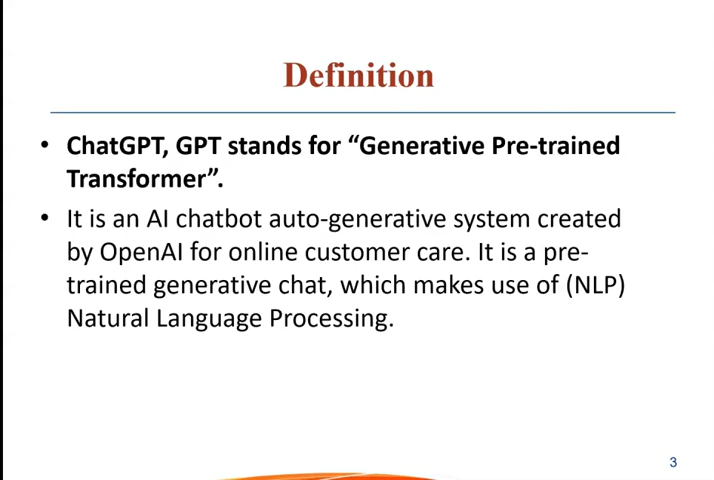 Definition
• ChatGPT, GPT stands for “Generative Pre-trained
Transformer”.
• It is an AI chatbot auto-generative system created
by OpenAI for online customer care. It is a pre-
trained generative chat, which makes use of (NLP)
Natural Language Processing.
3